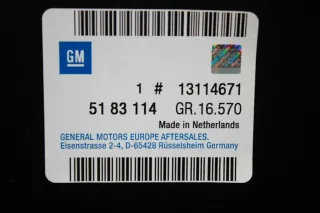 GM
1 # 13114671
51 83 114 GR.16.570
Made in Netherlands
GENERAL MOTORS EUROPE AFTERSALES.
Eisenstrasse 2-4, D-65428 Rüsselsheim Germany